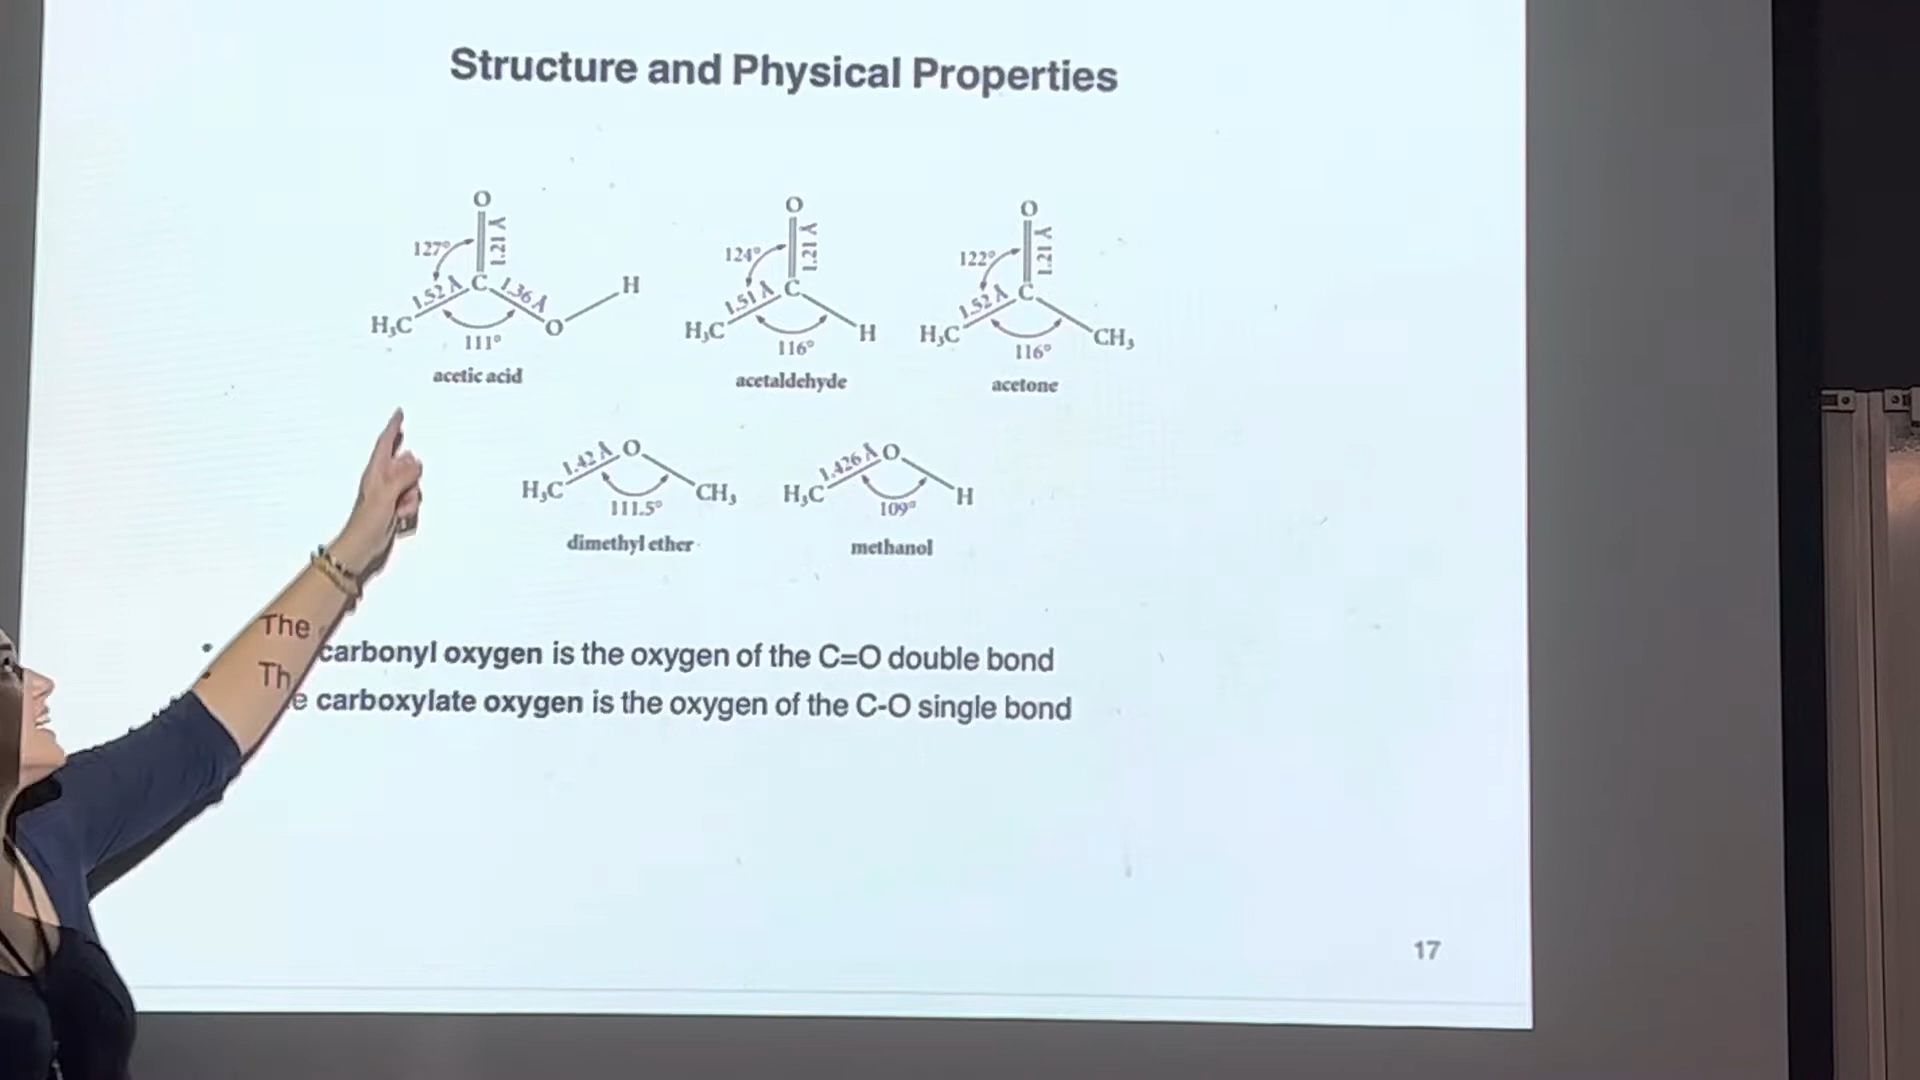 Structure and Physical Properties
O
127° 1.21 Å
1.52 Å C 1.36 Å H
H₃C O
111°
acetic acid
O
124° 1.21 Å
1.51 Å C
H₃C H
116°
acetaldehyde
O
122° 1.21 Å
1.52 Å C
H₃C CH₃
116°
acetone
1.42 Å O
H₃C CH₃
111.5°
dimethyl ether
1.426 Å O
H₃C H
109°
methanol
• The carbonyl oxygen is the oxygen of the C=O double bond
• The carboxylate oxygen is the oxygen of the C-O single bond
17